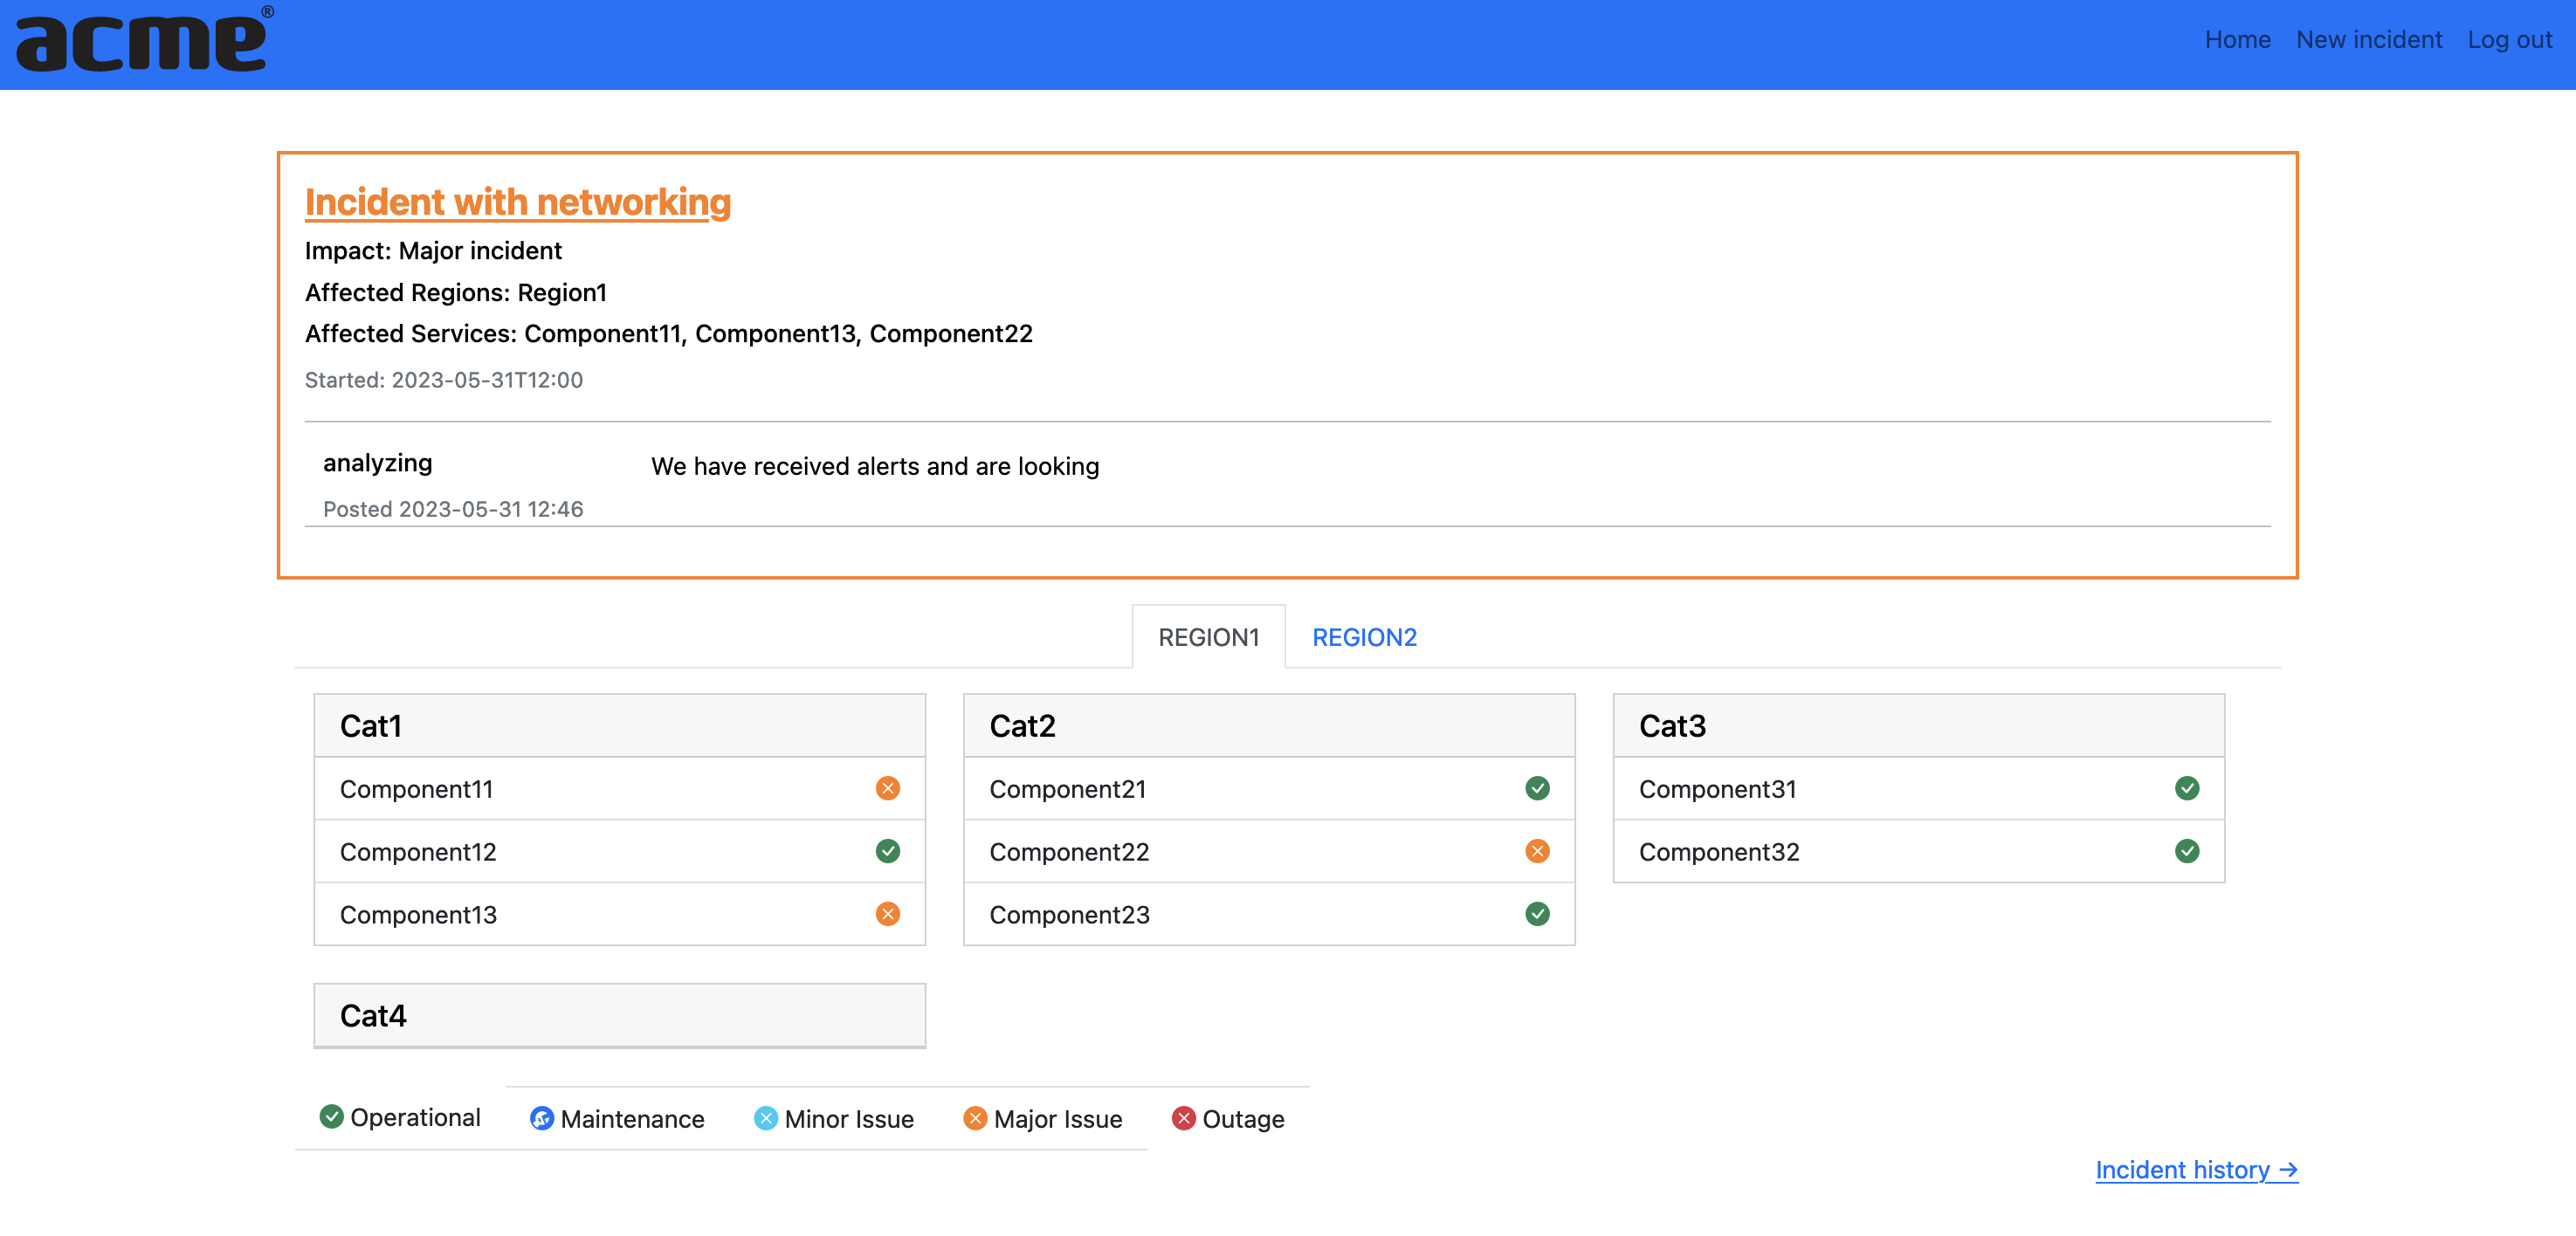 acme®
Home New incident Log out
Incident with networking
Impact: Major incident
Affected Regions: Region1
Affected Services: Component11, Component13, Component22
Started: 2023-05-31T12:00
analyzing We have received alerts and are looking
Posted 2023-05-31 12:46
REGION1 REGION2
Cat1
Component11
Component12
Component13
Cat2
Component21
Component22
Component23
Cat3
Component31
Component32
Cat4
Operational Maintenance Minor Issue Major Issue Outage
Incident history →